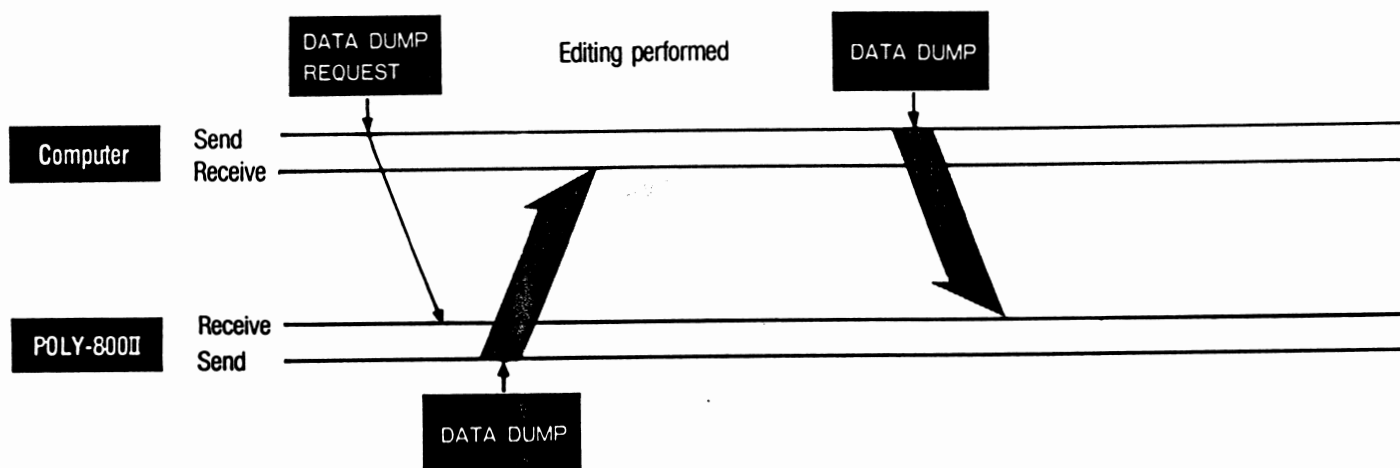 DATA DUMP
REQUEST
Editing performed
DATA DUMP
Computer
Send
Receive
POLY-800II
Receive
Send
DATA DUMP